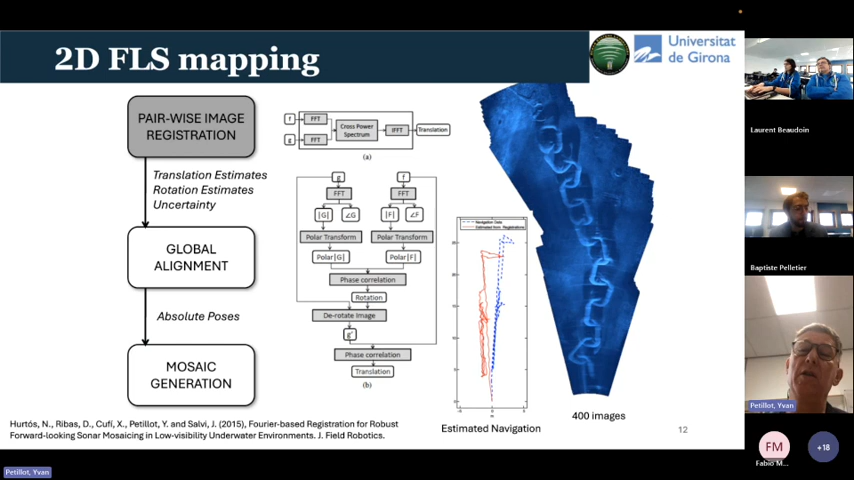 2D FLS mapping
Universitat
de Girona
PAIR-WISE IMAGE
REGISTRATION
Translation Estimates
Rotation Estimates
Uncertainty
GLOBAL
ALIGNMENT
Absolute Poses
MOSAIC
GENERATION
f
FFT
g
FFT
Cross Power
Spectrum
IFFT
Translation
(a)
g
f
FFT
FFT
|G|
∠G
|F|
∠F
Polar Transform
Polar Transform
Polar|G|
Polar|F|
Phase correlation
Rotation
De-rotate Image
g'
Phase correlation
Translation
(b)
Navigation Data
Estimated from Registrations
Estimated Navigation
400 images
Hurtós, N., Ribas, D., Cufí, X., Petillot, Y. and Salvi, J. (2015), Fourier-based Registration for Robust
Forward-looking Sonar Mosaicing in Low-visibility Underwater Environments. J. Field Robotics.
12
Laurent Beaudoin
Baptiste Pelletier
Petillot, Yvan
FM
Fabio M...
+18
Petillot, Yvan